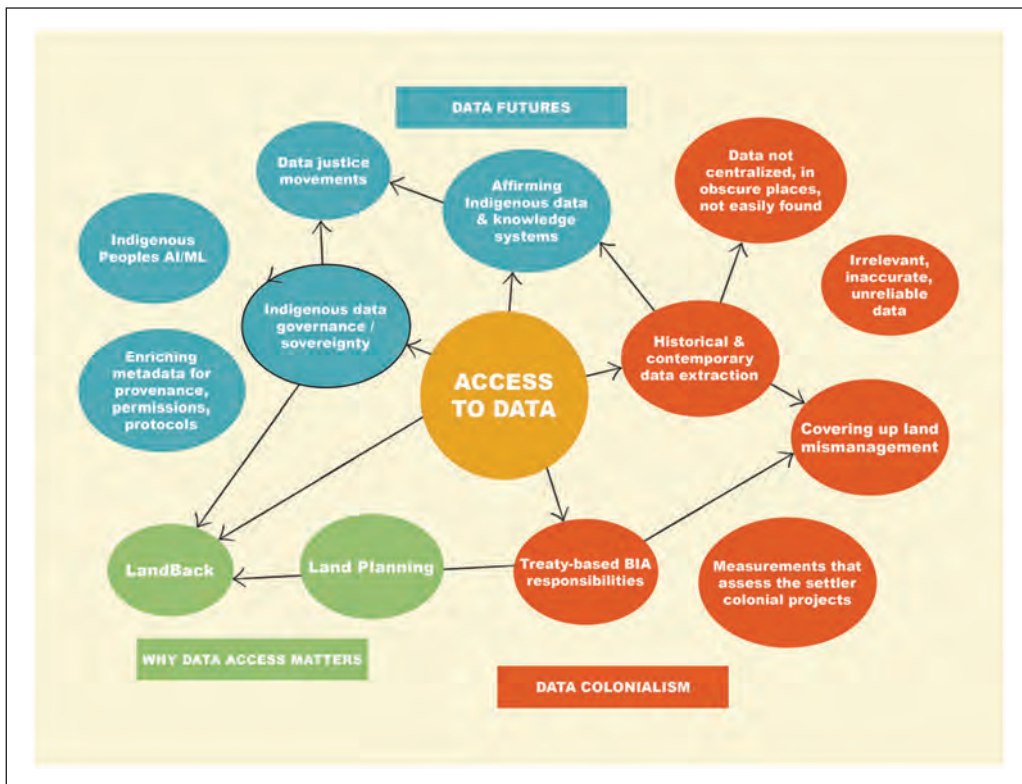 DATA FUTURES
Data justice
movements
Affirming
Indigenous data
& knowledge
systems
Data not
centralized, in
obscure places,
not easily found
Indigenous
Peoples AI/ML
Irrelevant,
inaccurate,
unreliable
data
Indigenous data
governance /
sovereignty
Historical &
contemporary
data extraction
Enriching
metadata for
provenance,
permissions,
protocols
ACCESS
TO DATA
Covering up land
mismanagement
LandBack
Land Planning
Treaty-based BIA
responsibilities
Measurements that
assess the settler
colonial projects
WHY DATA ACCESS MATTERS
DATA COLONIALISM